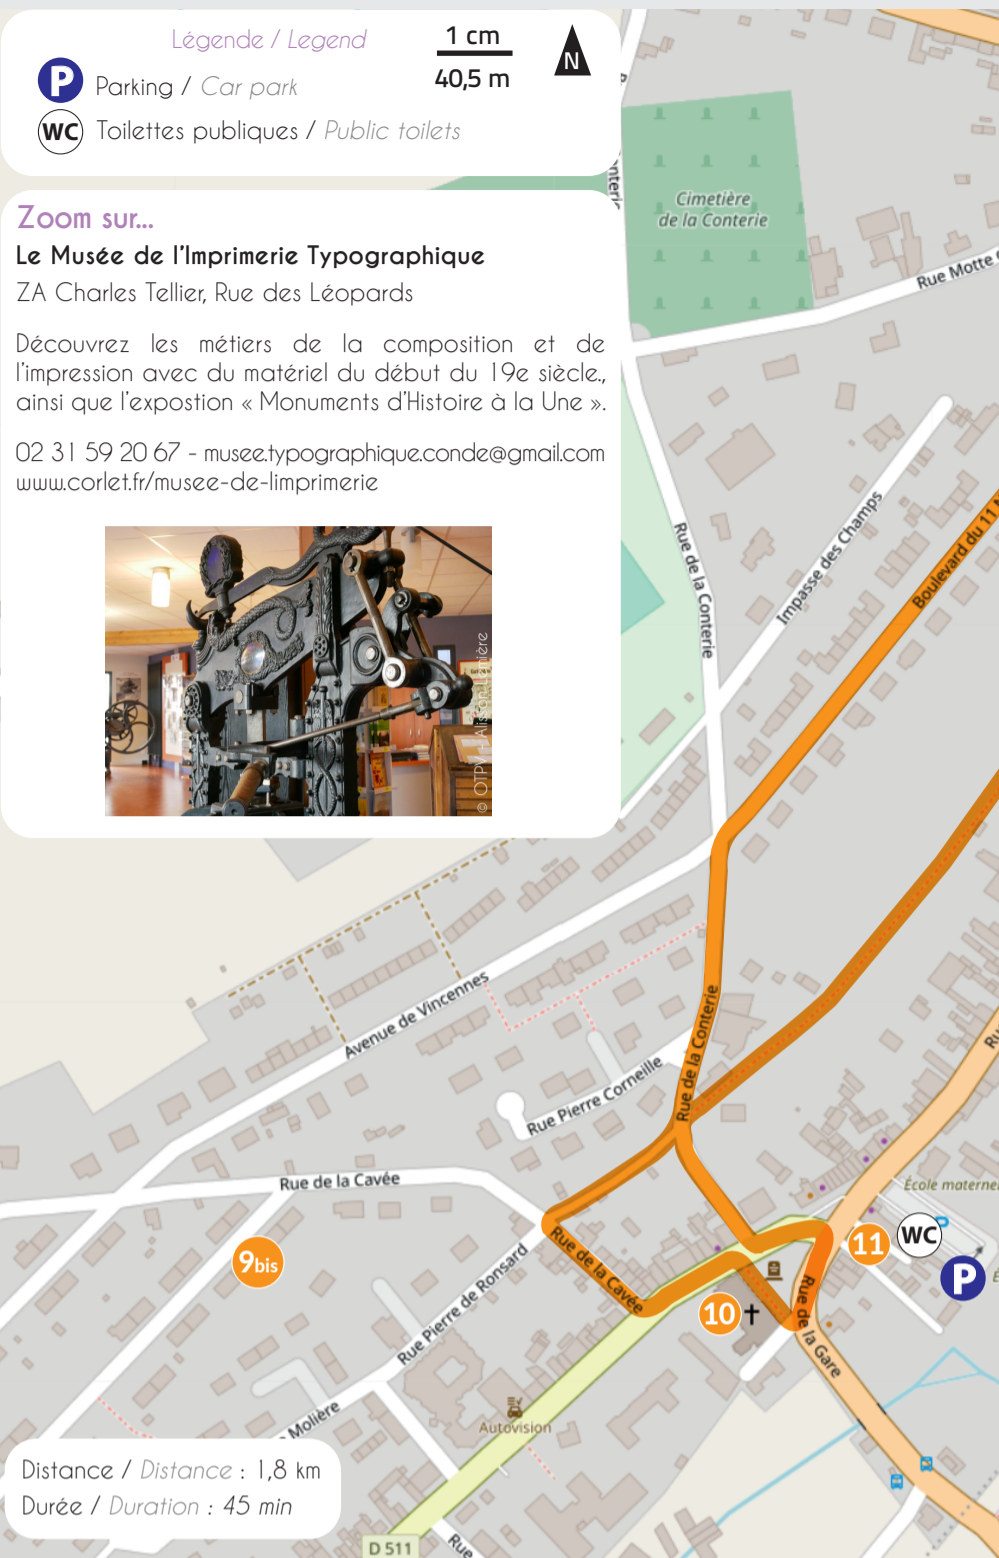 Légende / Legend
1 cm
40,5 m
N
P Parking / Car park
WC Toilettes publiques / Public toilets
Zoom sur...
Le Musée de l'Imprimerie Typographique
ZA Charles Tellier, Rue des Léopards
Découvrez les métiers de la composition et de
l'impression avec du matériel du début du 19e siècle.,
ainsi que l'expostion « Monuments d'Histoire à la Une ».
02 31 59 20 67 - musee.typographique.conde@gmail.com
www.corlet.fr/musee-de-limprimerie
Cimetière
de la Conterie
Rue Motte
Rue de la Conterie
Impasse des Champs
Boulevard du 11
Avenue de Vincennes
Rue de la Conterie
Rue Pierre Corneille
Rue de la Cavée
École materne
9bis
Rue de la Cavée
Rue Pierre de Ronsard
11
WC
P
10
Rue de la Gare
Molière
Autovision
Distance / Distance : 1,8 km
Durée / Duration : 45 min
D 511
Rue